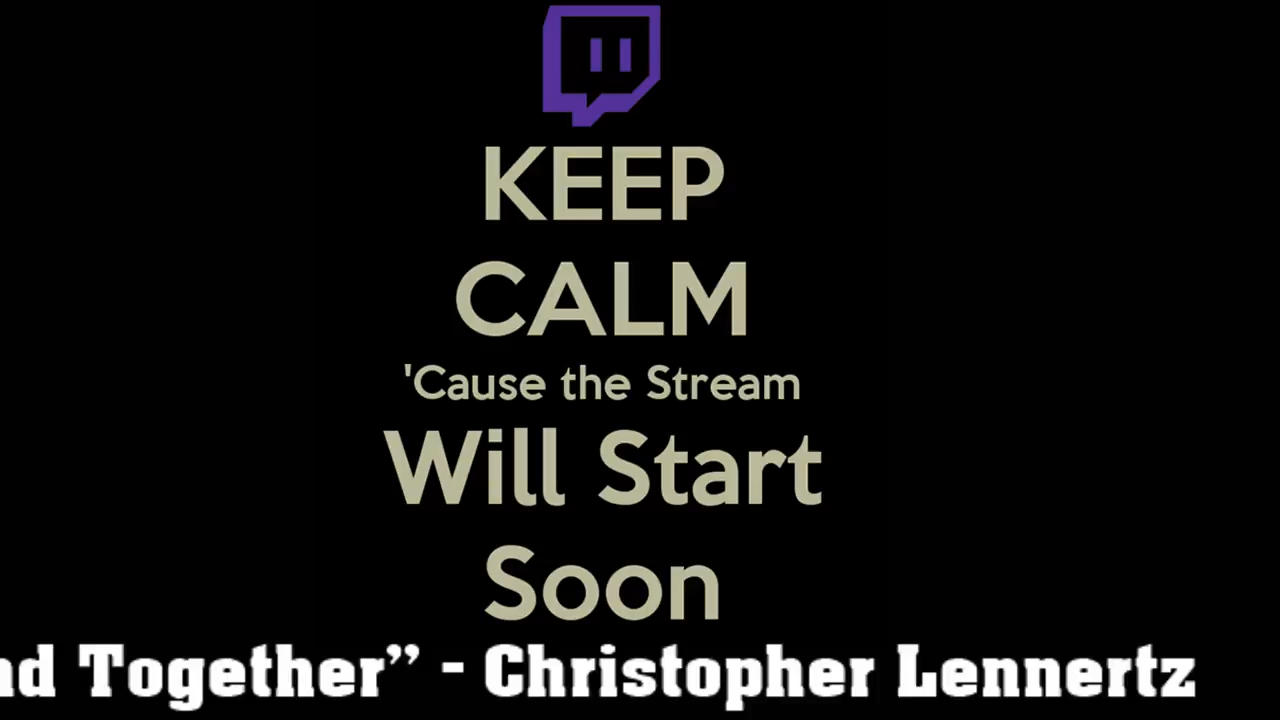 KEEP
CALM
'Cause the Stream
Will Start
Soon
Together” - Christopher Lennertz